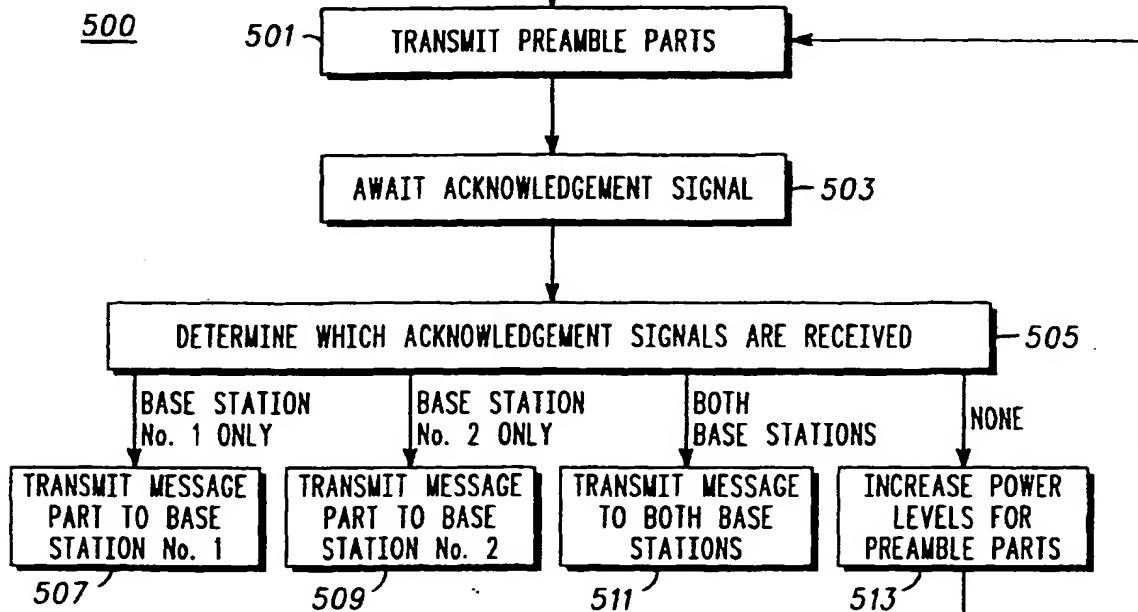 500
501
TRANSMIT PREAMBLE PARTS
AWAIT ACKNOWLEDGEMENT SIGNAL
503
DETERMINE WHICH ACKNOWLEDGEMENT SIGNALS ARE RECEIVED
505
BASE STATION
No. 1 ONLY
BASE STATION
No. 2 ONLY
BOTH
BASE STATIONS
NONE
TRANSMIT MESSAGE
PART TO BASE
STATION No. 1
507
TRANSMIT MESSAGE
PART TO BASE
STATION No. 2
509
TRANSMIT MESSAGE
TO BOTH BASE
STATIONS
511
INCREASE POWER
LEVELS FOR
PREAMBLE PARTS
513